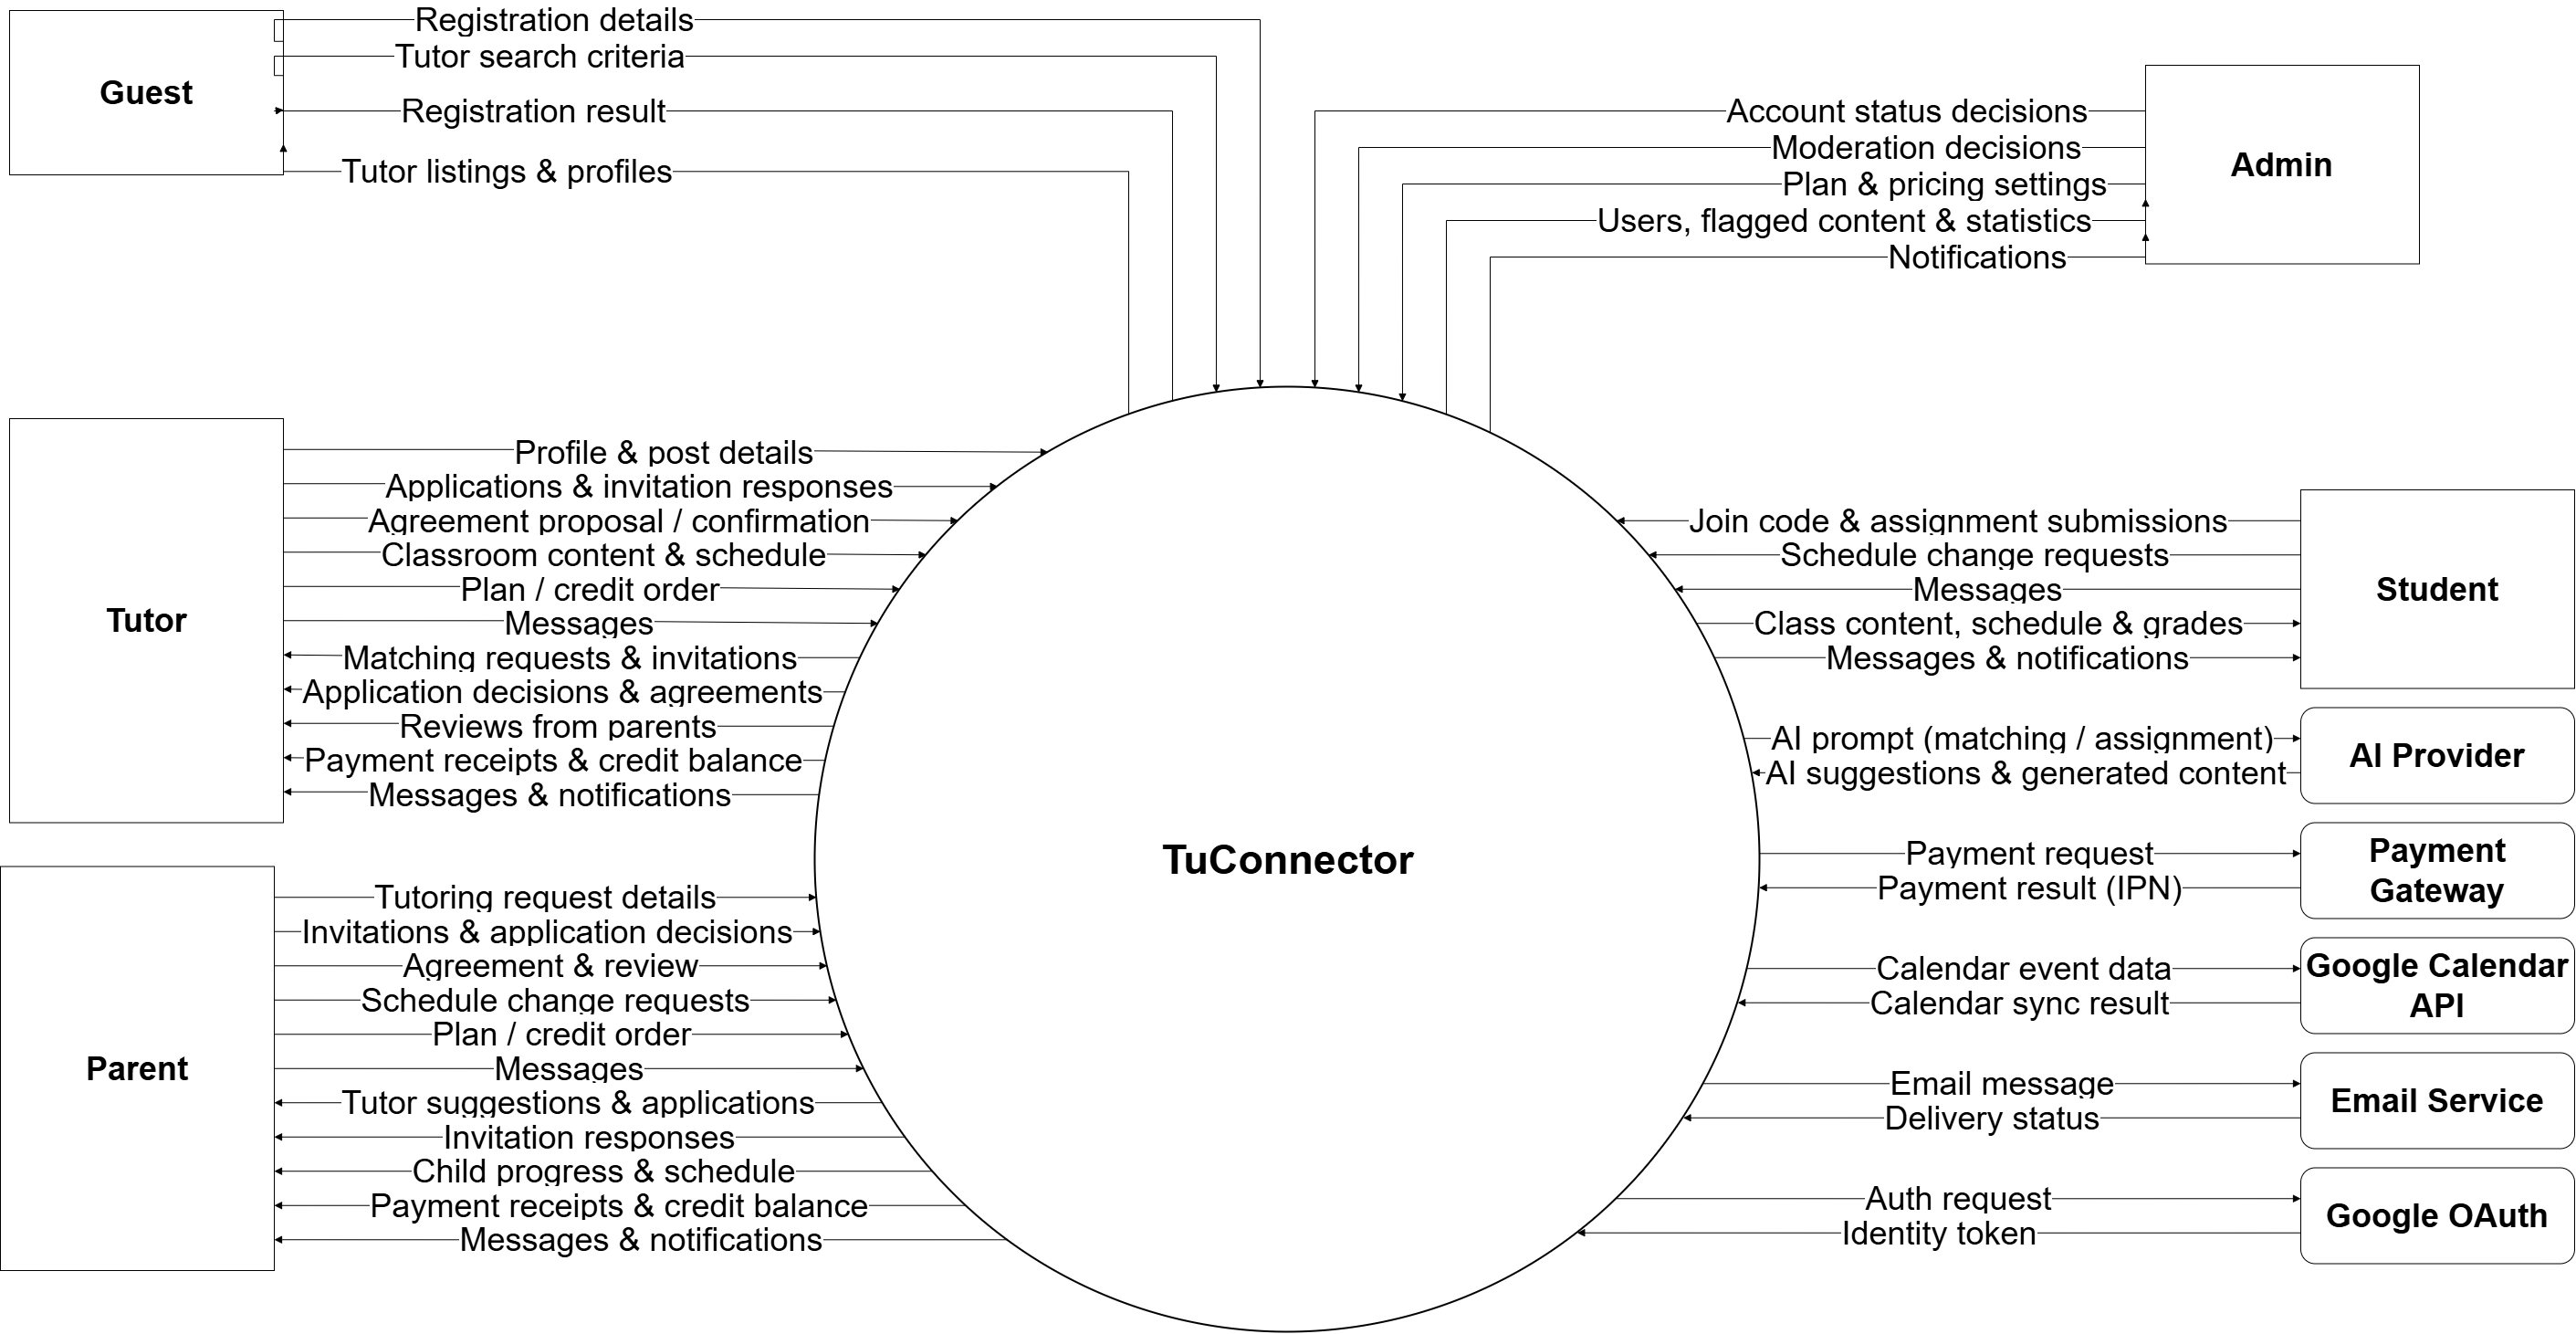 Guest
Registration details
Tutor search criteria
Registration result
Tutor listings & profiles
Admin
Account status decisions
Moderation decisions
Plan & pricing settings
Users, flagged content & statistics
Notifications
Tutor
Profile & post details
Applications & invitation responses
Agreement proposal / confirmation
Classroom content & schedule
Plan / credit order
Messages
Matching requests & invitations
Application decisions & agreements
Reviews from parents
Payment receipts & credit balance
Messages & notifications
Parent
Tutoring request details
Invitations & application decisions
Agreement & review
Schedule change requests
Plan / credit order
Messages
Tutor suggestions & applications
Invitation responses
Child progress & schedule
Payment receipts & credit balance
Messages & notifications
TuConnector
Join code & assignment submissions
Schedule change requests
Messages
Class content, schedule & grades
Messages & notifications
Student
AI prompt (matching / assignment)
AI suggestions & generated content
AI Provider
Payment request
Payment result (IPN)
Payment
Gateway
Calendar event data
Calendar sync result
Google Calendar
API
Email message
Delivery status
Email Service
Auth request
Identity token
Google OAuth